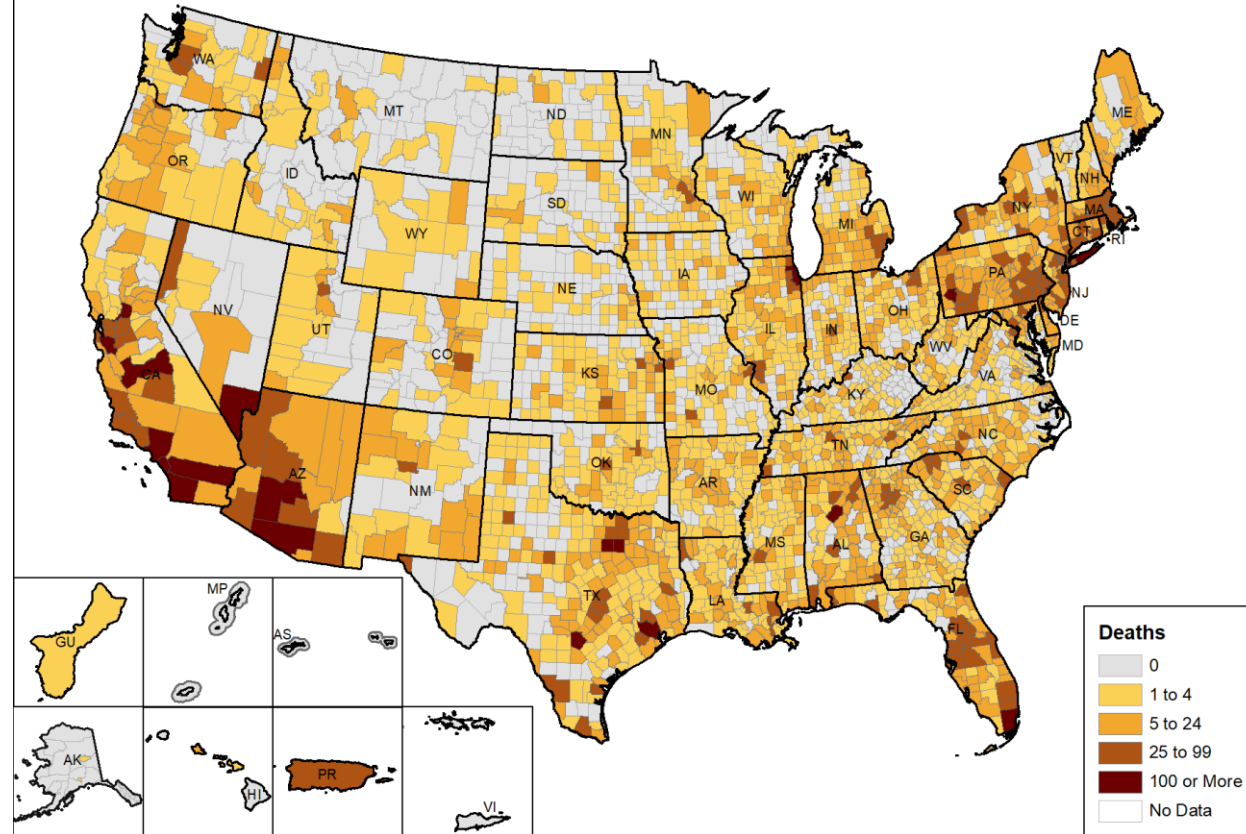 WA
MT
ND
MN
ME
VT
NH
OR
ID
SD
WI
MI
NY
MA
CT
RI
WY
IA
PA
NE
NJ
NV
UT
CO
IL
IN
OH
DE
MD
WV
VA
CA
KS
MO
KY
AZ
NM
OK
AR
TN
NC
SC
MS
AL
GA
TX
LA
FL
GU
MP
AS
AK
HI
PR
VI
Deaths
0
1 to 4
5 to 24
25 to 99
100 or More
No Data